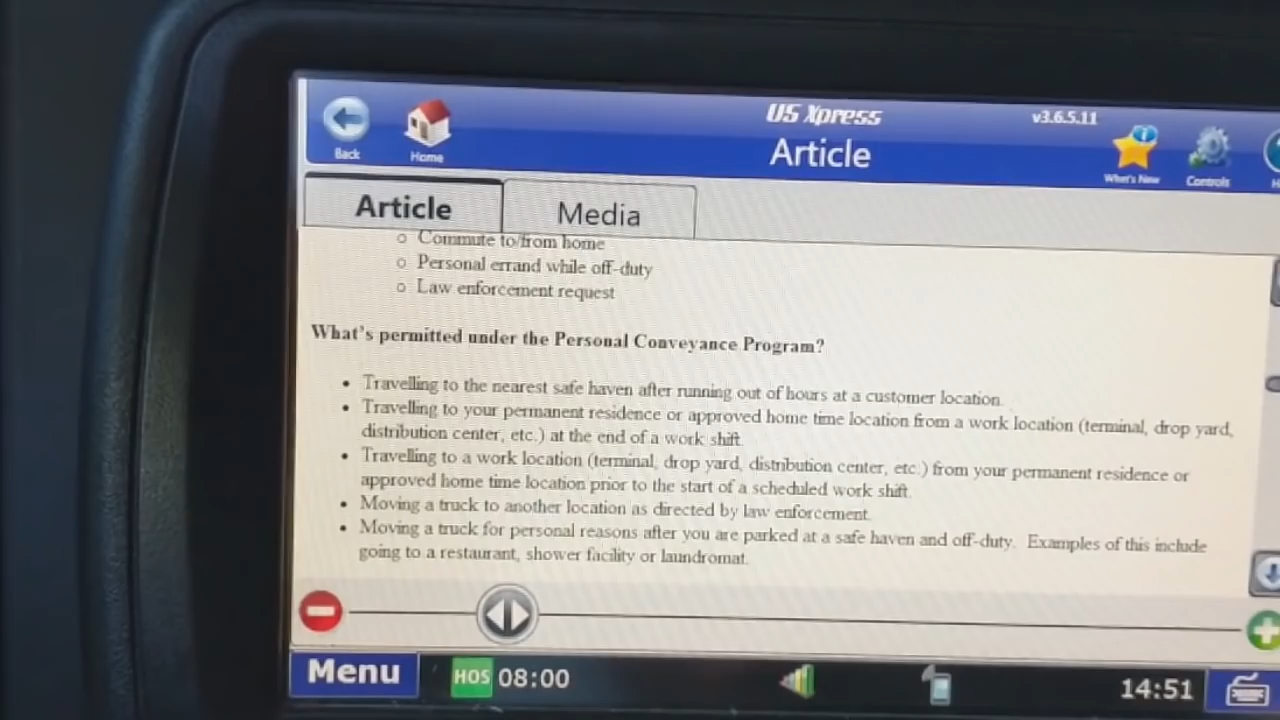 US Xpress
v3.6.5.11
Back
Home
Article
What's New
Controls
H
Article
Media
o Commute to/from home
o Personal errand while off-duty
o Law enforcement request
What's permitted under the Personal Conveyance Program?
• Travelling to the nearest safe haven after running out of hours at a customer location.
• Travelling to your permanent residence or approved home time location from a work location (terminal, drop yard,
distribution center, etc.) at the end of a work shift.
• Travelling to a work location (terminal, drop yard, distribution center, etc.) from your permanent residence or
approved home time location prior to the start of a scheduled work shift.
• Moving a truck to another location as directed by law enforcement.
• Moving a truck for personal reasons after you are parked at a safe haven and off-duty. Examples of this include
going to a restaurant, shower facility or laundromat.
Menu
HOS 08:00
14:51